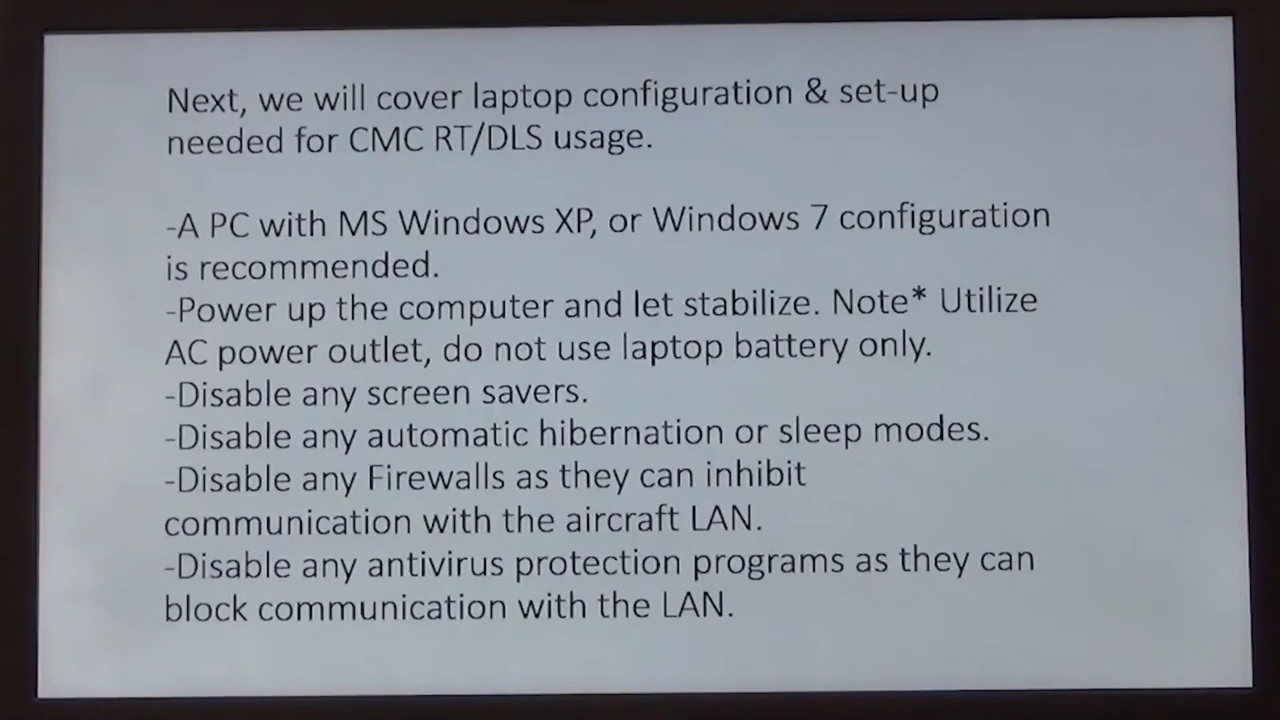 Next, we will cover laptop configuration & set-up
needed for CMC RT/DLS usage.
-A PC with MS Windows XP, or Windows 7 configuration
is recommended.
-Power up the computer and let stabilize. Note* Utilize
AC power outlet, do not use laptop battery only.
-Disable any screen savers.
-Disable any automatic hibernation or sleep modes.
-Disable any Firewalls as they can inhibit
communication with the aircraft LAN.
-Disable any antivirus protection programs as they can
block communication with the LAN.